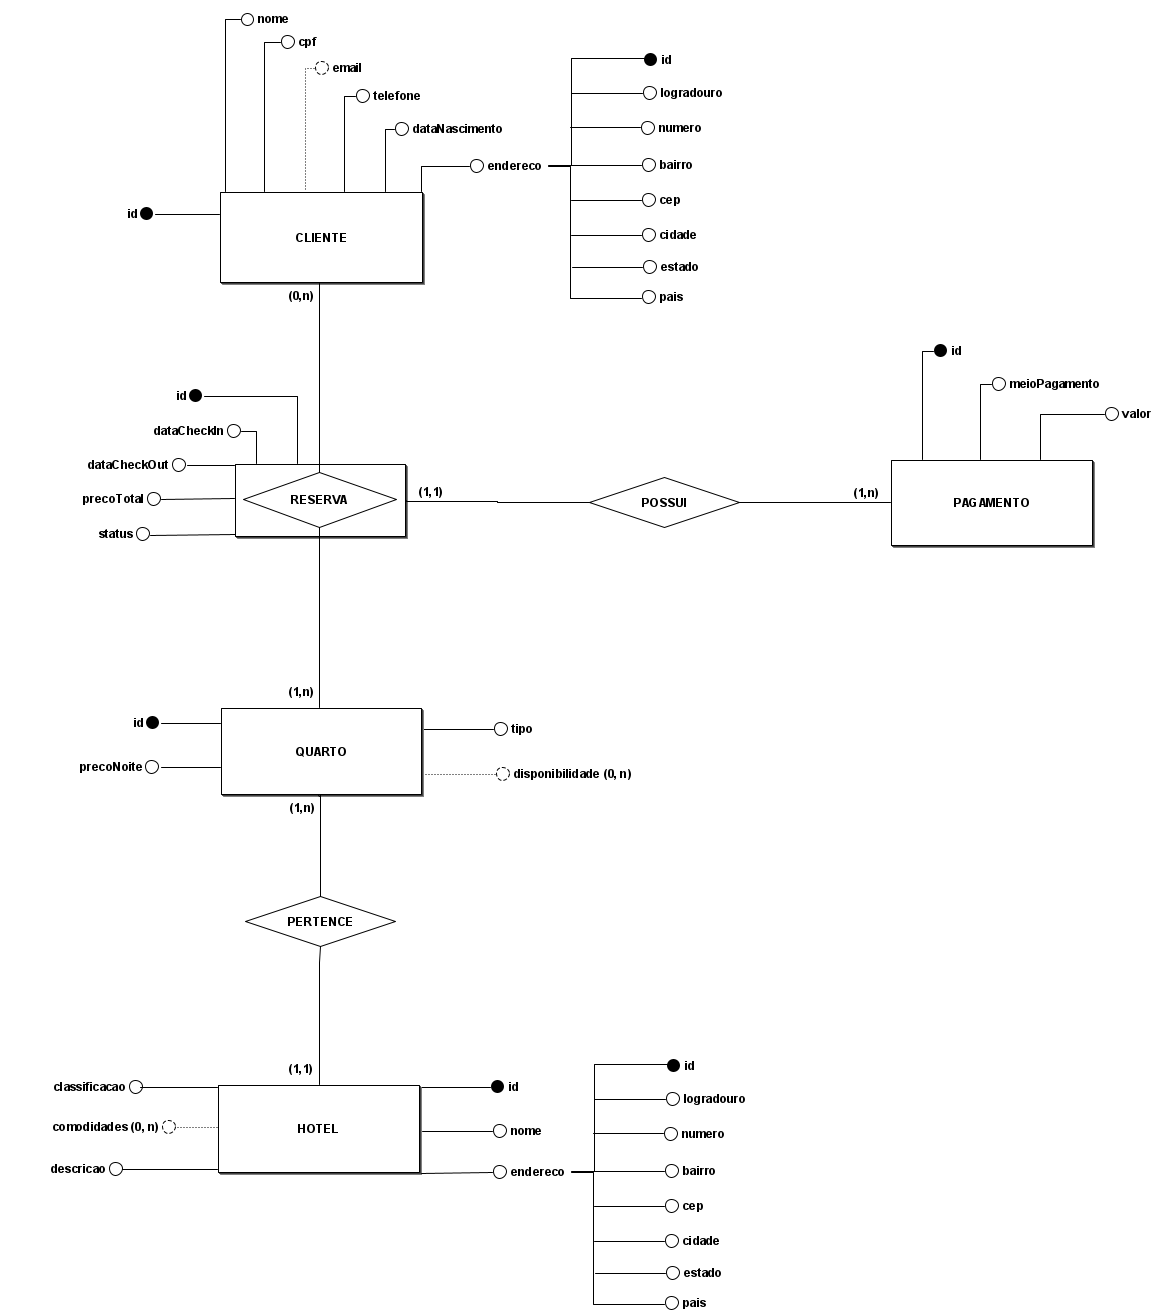 nome
cpf
email
telefone
dataNascimento
endereco
id
logradouro
numero
bairro
cep
cidade
estado
pais
id
CLIENTE
(0,n)
id
dataCheckIn
dataCheckOut
precoTotal
status
RESERVA
(1,1)
POSSUI
(1,n)
id
meioPagamento
valor
PAGAMENTO
(1,n)
id
precoNoite
QUARTO
tipo
disponibilidade (0, n)
(1,n)
PERTENCE
(1,1)
classificacao
comodidades (0, n)
descricao
HOTEL
id
nome
endereco
id
logradouro
numero
bairro
cep
cidade
estado
pais